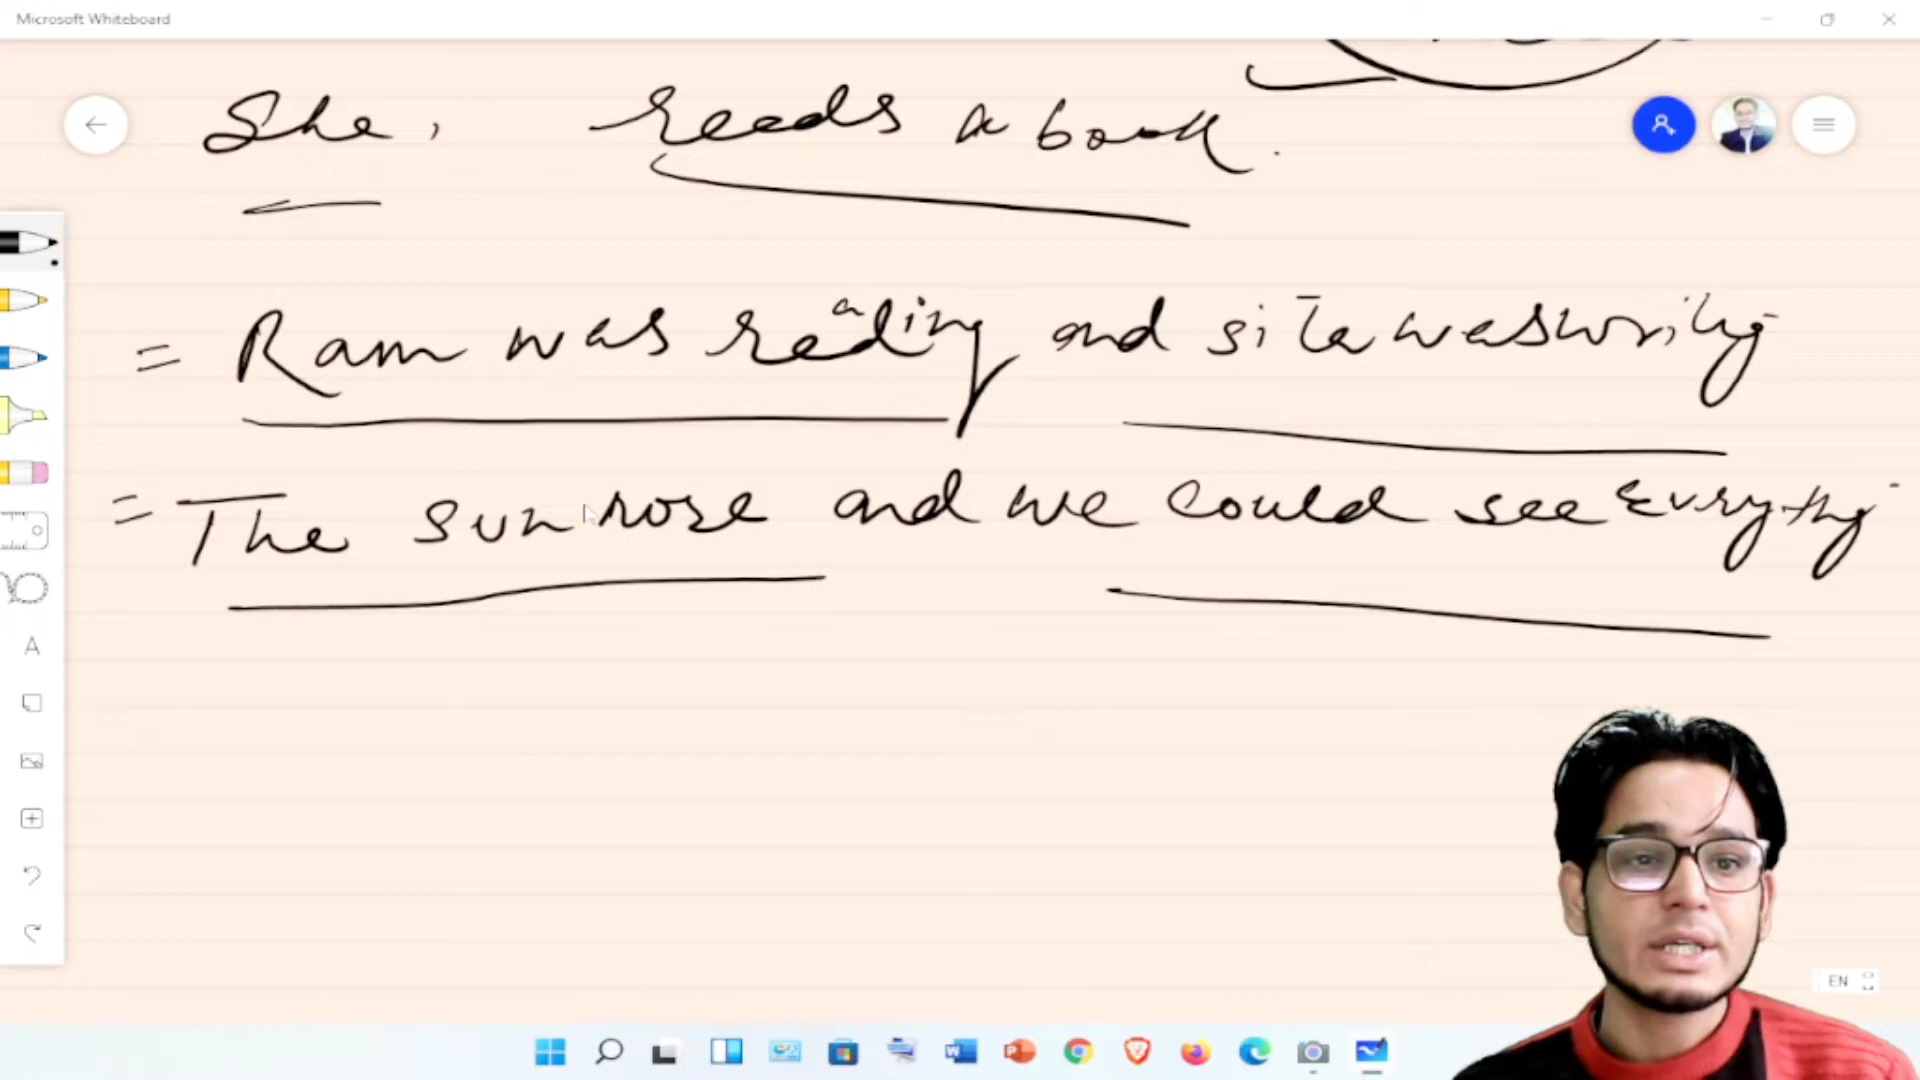 Microsoft Whiteboard
She, reads a book.
= Ram was reading and sita was writing
= The sun rose and we could see Everything
A
EN